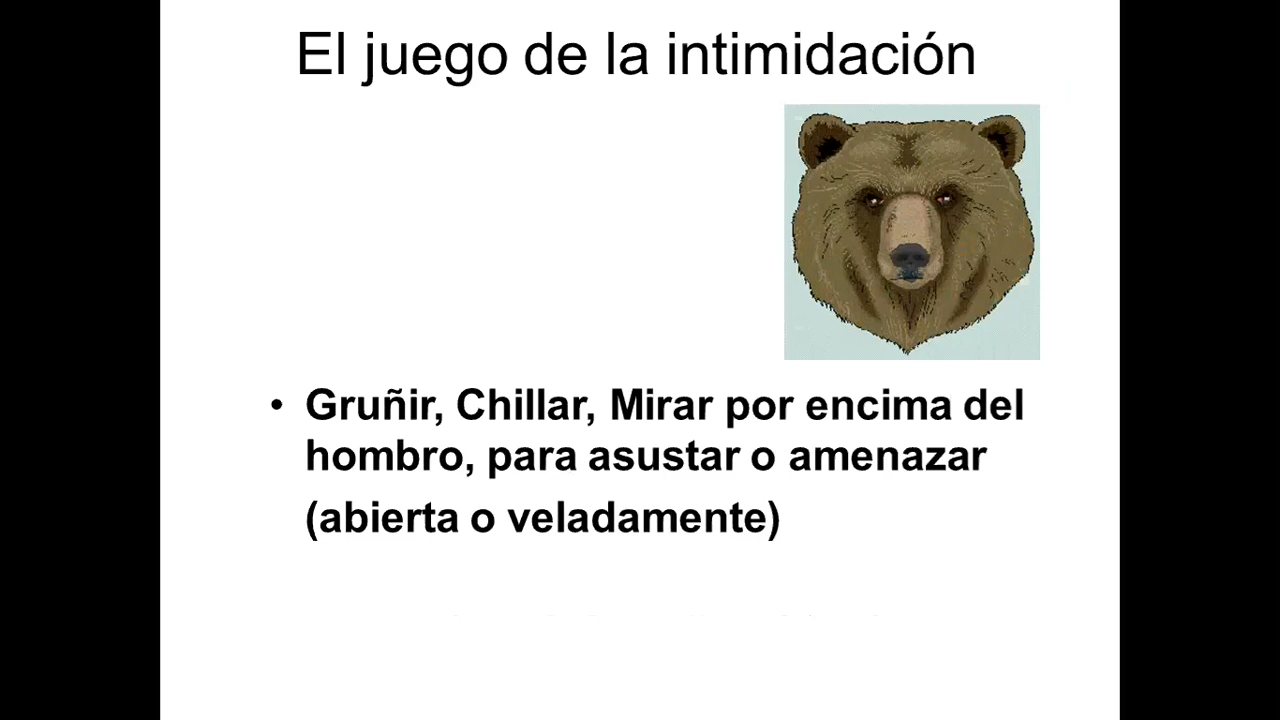 El juego de la intimidación
• Gruñir, Chillar, Mirar por encima del
hombro, para asustar o amenazar
(abierta o veladamente)